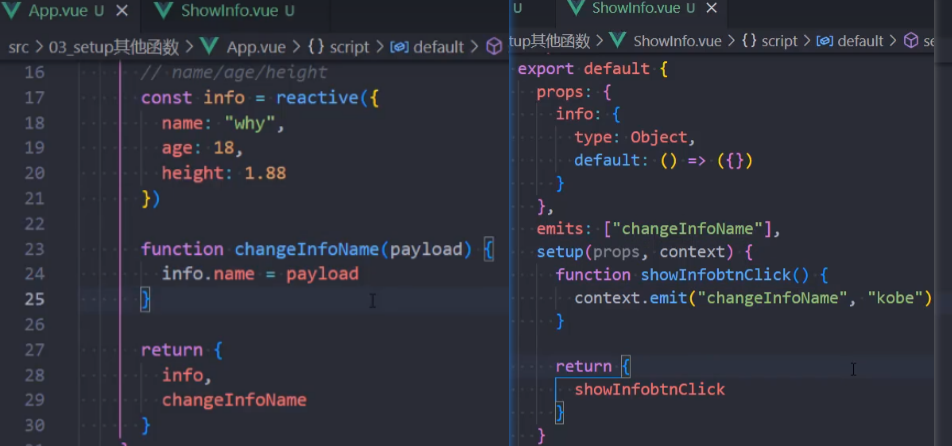 App.vue U
ShowInfo.vue U
src > 03_setup其他函数 > App.vue > {} script > default >
16 // name/age/height
17 const info = reactive({
18 name: "why",
19 age: 18,
20 height: 1.88
21 })
22
23 function changeInfoName(payload) {
24 info.name = payload
25 }
26
27 return {
28 info,
29 changeInfoName
30 }
U
ShowInfo.vue U
tup其他函数 > ShowInfo.vue > {} script > default > se
export default {
props: {
info: {
type: Object,
default: () => ({})
}
},
emits: ["changeInfoName"],
setup(props, context) {
function showInfobtnClick() {
context.emit("changeInfoName", "kobe")
}
return {
showInfobtnClick
}
}